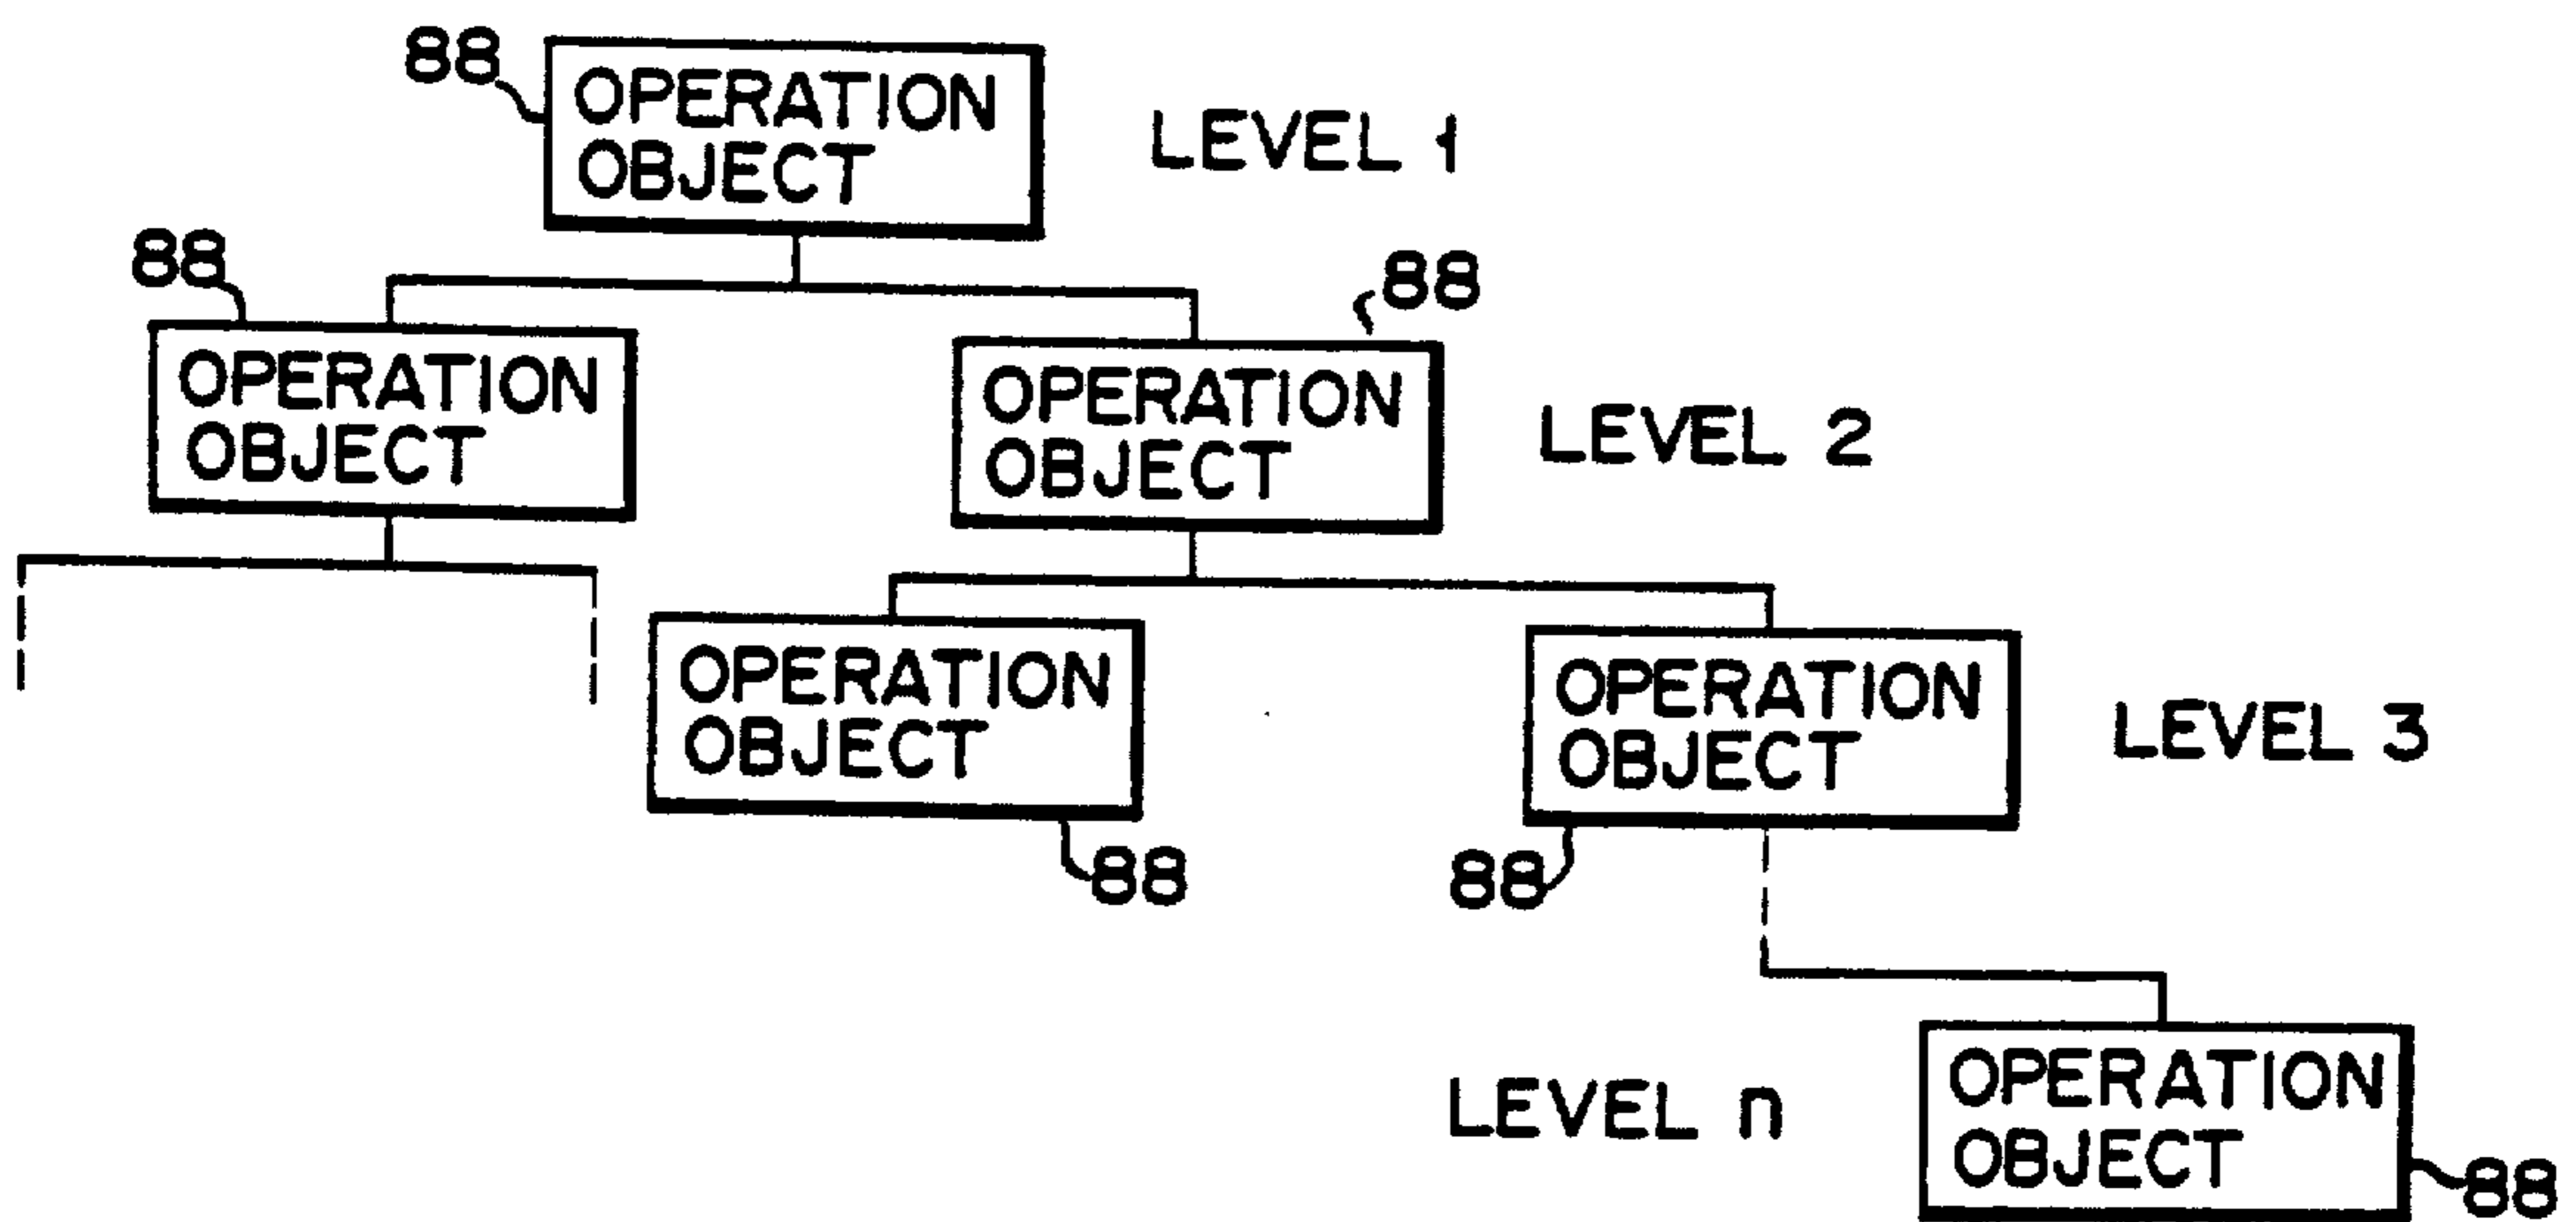 88
OPERATION
OBJECT
LEVEL 1
88
OPERATION
OBJECT
88
OPERATION
OBJECT
LEVEL 2
OPERATION
OBJECT
88
OPERATION
OBJECT
88
LEVEL 3
LEVEL n
OPERATION
OBJECT
88